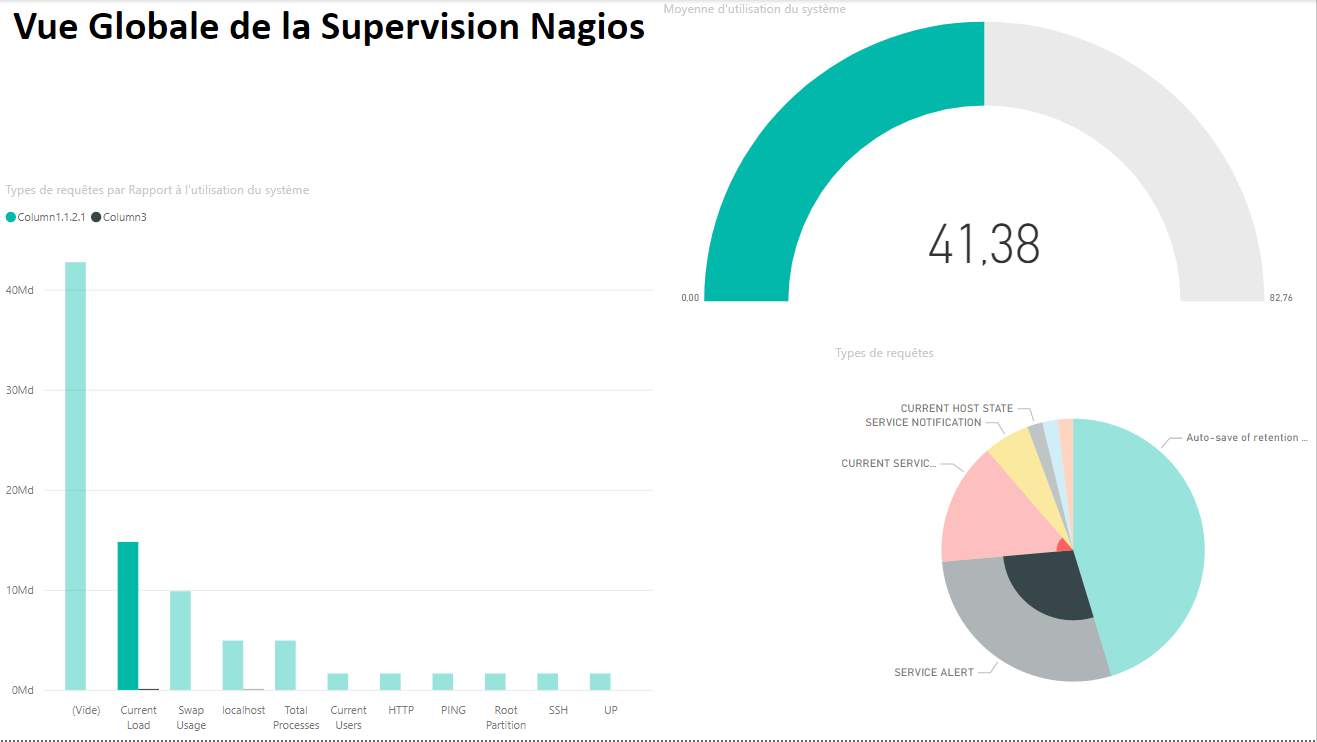 Vue Globale de la Supervision Nagios
Moyenne d'utilisation du système
41,38
0,00
82,76
Types de requêtes par Rapport à l'utilisation du système
Column1.1.2.1 Column3
40Md
30Md
20Md
10Md
0Md
(Vide)
Current
Load
Swap
Usage
localhost
Total
Processes
Current
Users
HTTP
PING
Root
Partition
SSH
UP
Types de requêtes
CURRENT HOST STATE
SERVICE NOTIFICATION
CURRENT SERVIC...
SERVICE ALERT
Auto-save of retention ...